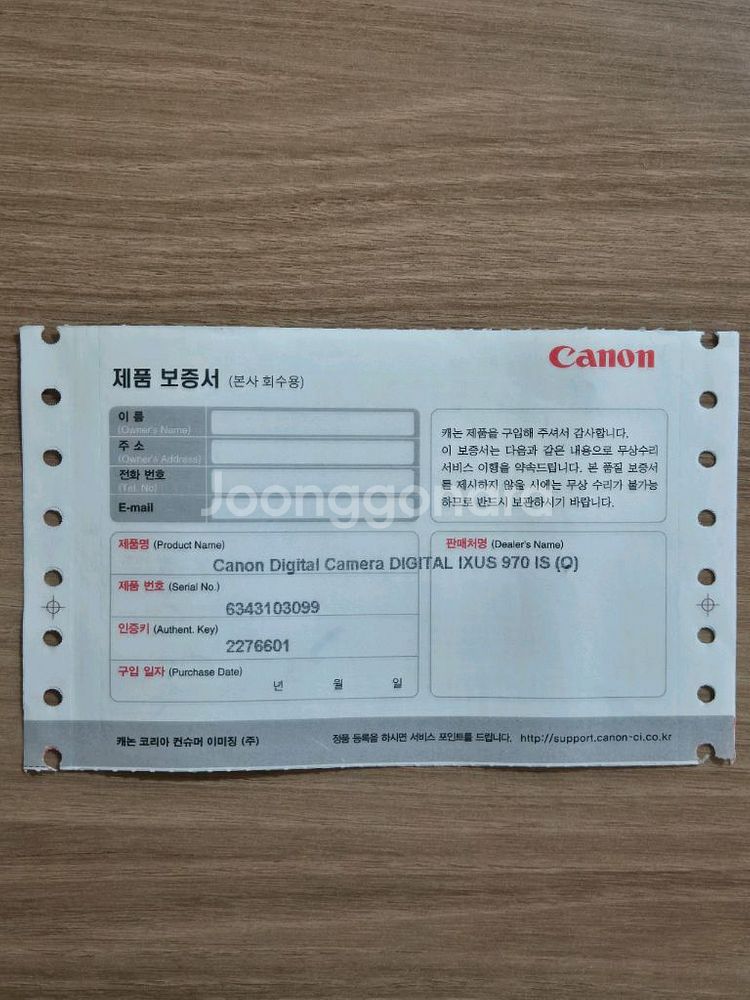 Canon
제품 보증서 (본사 회수용)
이 름
(Owner's Name)
주 소
(Owner's Address)
전화 번호
(Tel. No)
E-mail
캐논 제품을 구입해 주셔서 감사합니다.
이 보증서는 다음과 같은 내용으로 무상수리
서비스 이행을 약속드립니다. 본 품질 보증서
를 제시하지 않을 시에는 무상 수리가 불가능
하므로 반드시 보관하시기 바랍니다.
Joonggonara
제품명 (Product Name)
Canon Digital Camera DIGITAL IXUS 970 IS (Q)
제품 번호 (Serial No.)
6343103099
인증키 (Authent. Key)
2276601
구입 일자 (Purchase Date)
년 월 일
판매처명 (Dealer's Name)
캐논 코리아 컨슈머 이미징 (주)
정품 등록을 하시면 서비스 포인트를 드립니다. http://support.canon-ci.co.kr